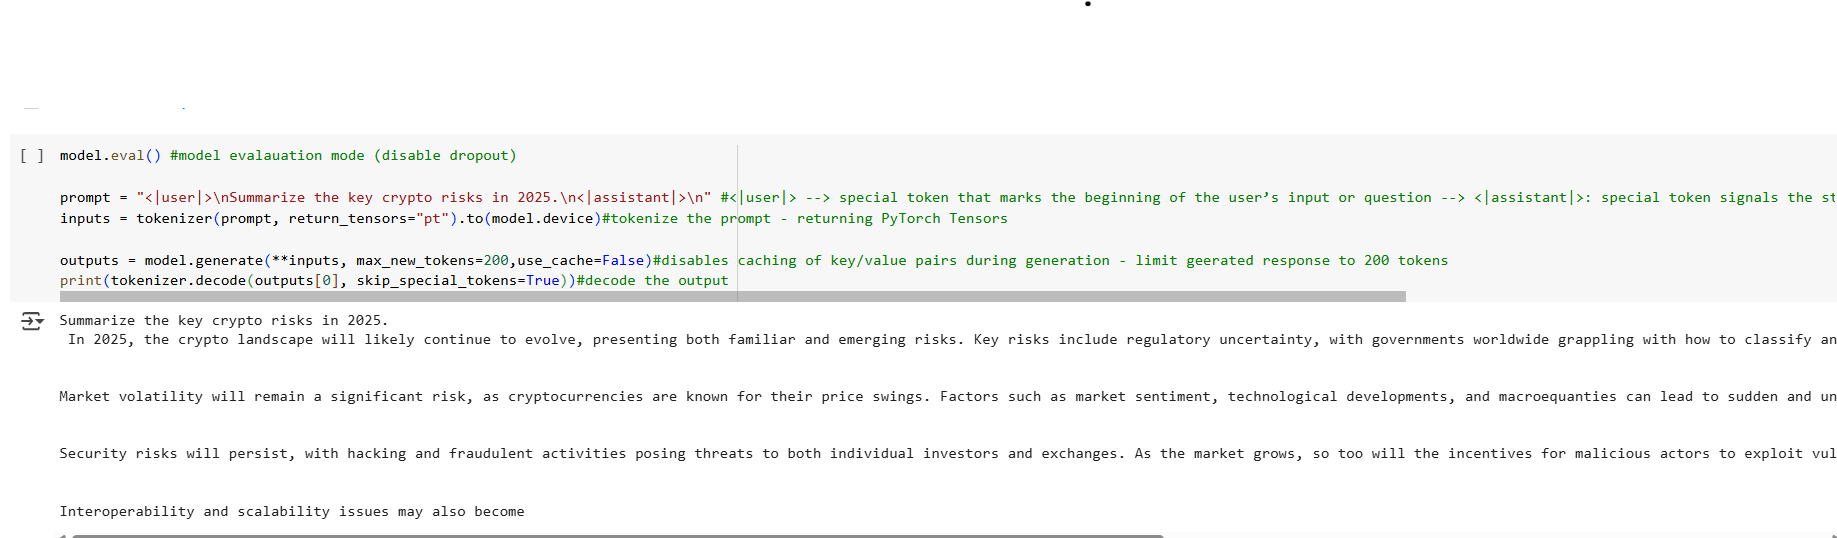 [ ] model.eval() #model evalauation mode (disable dropout)
prompt = "<|user|>\nSummarize the key crypto risks in 2025.\n<|assistant|>\n" #<|user|> --> special token that marks the beginning of the user’s input or question --> <|assistant|>: special token signals the st
inputs = tokenizer(prompt, return_tensors="pt").to(model.device)#tokenize the prompt - returning PyTorch Tensors
outputs = model.generate(**inputs, max_new_tokens=200,use_cache=False)#disables caching of key/value pairs during generation - limit geerated response to 200 tokens
print(tokenizer.decode(outputs[0], skip_special_tokens=True))#decode the output
Summarize the key crypto risks in 2025.
In 2025, the crypto landscape will likely continue to evolve, presenting both familiar and emerging risks. Key risks include regulatory uncertainty, with governments worldwide grappling with how to classify an
Market volatility will remain a significant risk, as cryptocurrencies are known for their price swings. Factors such as market sentiment, technological developments, and macroequanties can lead to sudden and un
Security risks will persist, with hacking and fraudulent activities posing threats to both individual investors and exchanges. As the market grows, so too will the incentives for malicious actors to exploit vul
Interoperability and scalability issues may also become